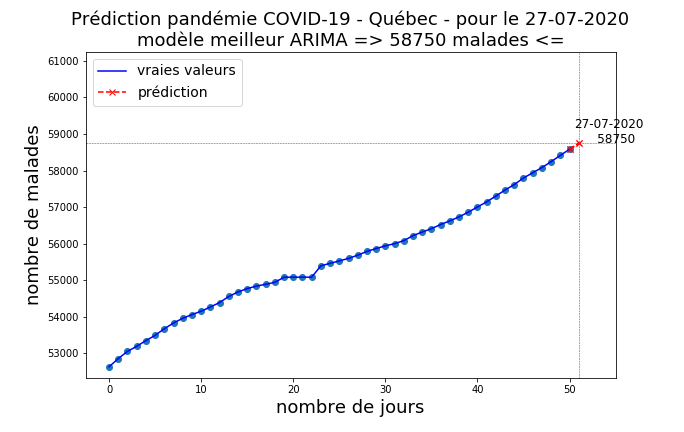 Prédiction pandémie COVID-19 - Québec - pour le 27-07-2020
modèle meilleur ARIMA => 58750 malades <=
vraies valeurs
prédiction
27-07-2020
58750
nombre de malades
61000
60000
59000
58000
57000
56000
55000
54000
53000
0 10 20 30 40 50
nombre de jours